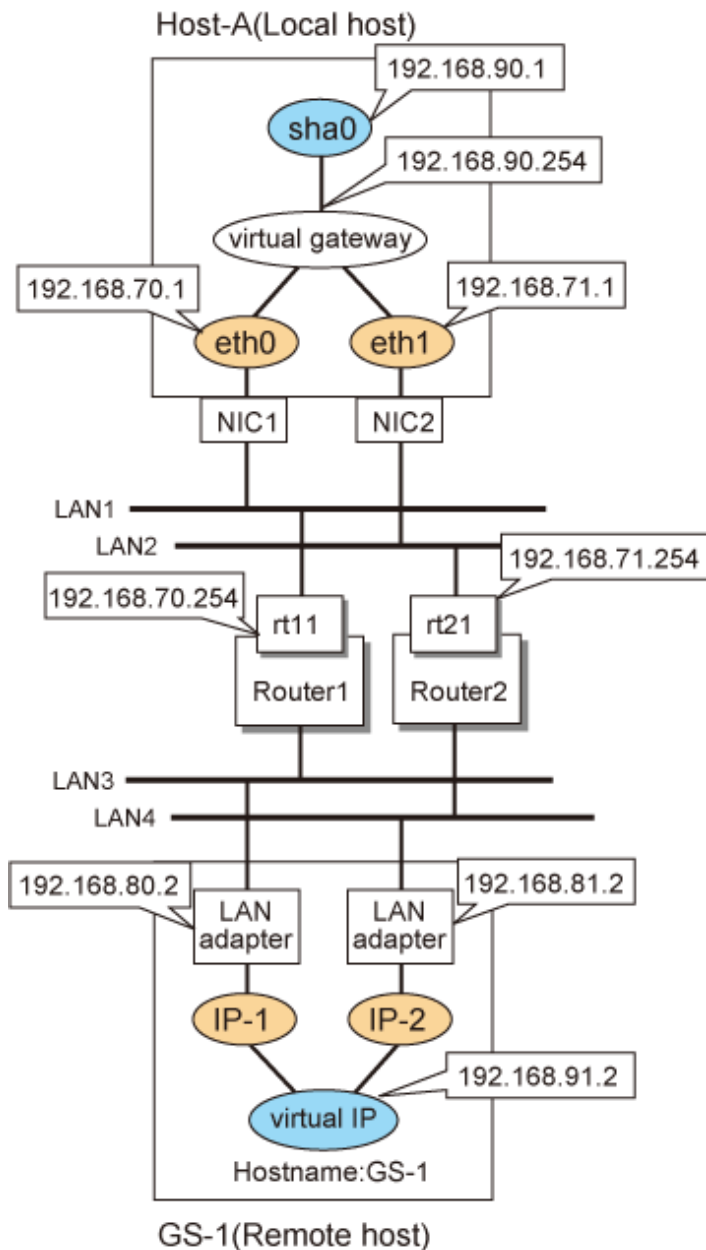 Host-A(Local host)
192.168.90.1
sha0
192.168.90.254
virtual gateway
192.168.70.1
192.168.71.1
eth0
eth1
NIC1
NIC2
LAN1
LAN2
192.168.71.254
192.168.70.254
rt11
rt21
Router1
Router2
LAN3
LAN4
192.168.80.2
192.168.81.2
LAN
adapter
LAN
adapter
IP-1
IP-2
192.168.91.2
virtual IP
Hostname:GS-1
GS-1(Remote host)